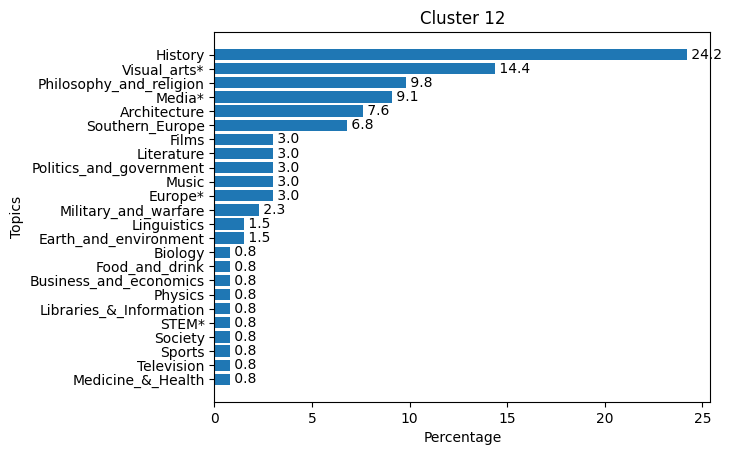 Cluster 12
Topics
History 24.2
Visual_arts* 14.4
Philosophy_and_religion 9.8
Media* 9.1
Architecture 7.6
Southern_Europe 6.8
Films 3.0
Literature 3.0
Politics_and_government 3.0
Music 3.0
Europe* 3.0
Military_and_warfare 2.3
Linguistics 1.5
Earth_and_environment 1.5
Biology 0.8
Food_and_drink 0.8
Business_and_economics 0.8
Physics 0.8
Libraries_&_Information 0.8
STEM* 0.8
Society 0.8
Sports 0.8
Television 0.8
Medicine_&_Health 0.8
0 5 10 15 20 25
Percentage